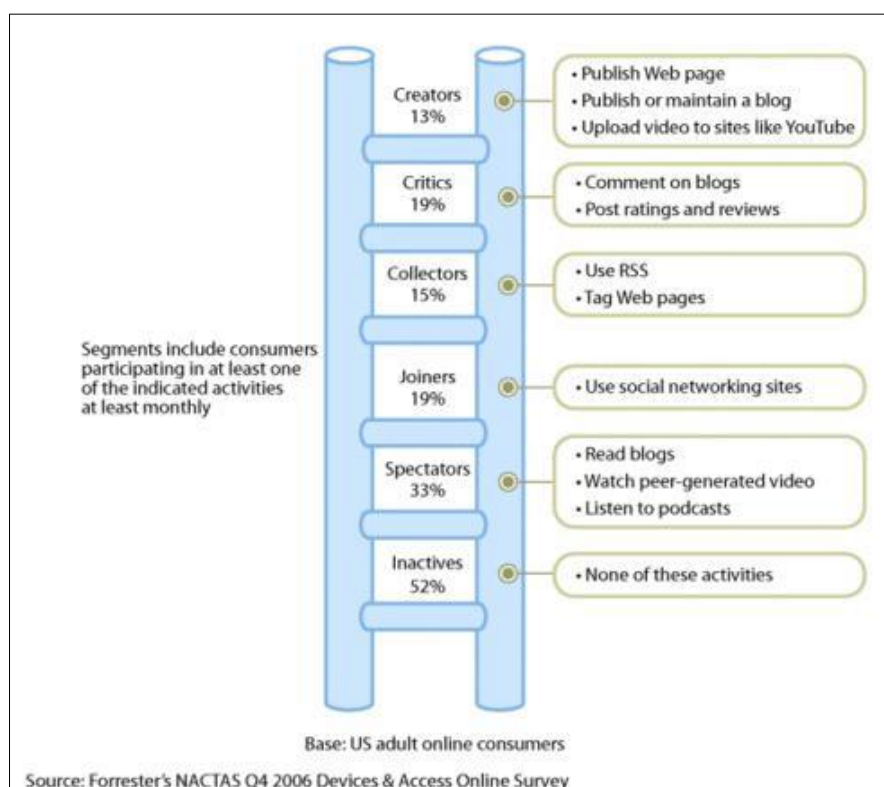 Creators
13%
• Publish Web page
• Publish or maintain a blog
• Upload video to sites like YouTube
Critics
19%
• Comment on blogs
• Post ratings and reviews
Collectors
15%
• Use RSS
• Tag Web pages
Segments include consumers
participating in at least one
of the indicated activities
at least monthly
Joiners
19%
• Use social networking sites
Spectators
33%
• Read blogs
• Watch peer-generated video
• Listen to podcasts
Inactives
52%
• None of these activities
Base: US adult online consumers
Source: Forrester's NACTAS Q4 2006 Devices & Access Online Survey